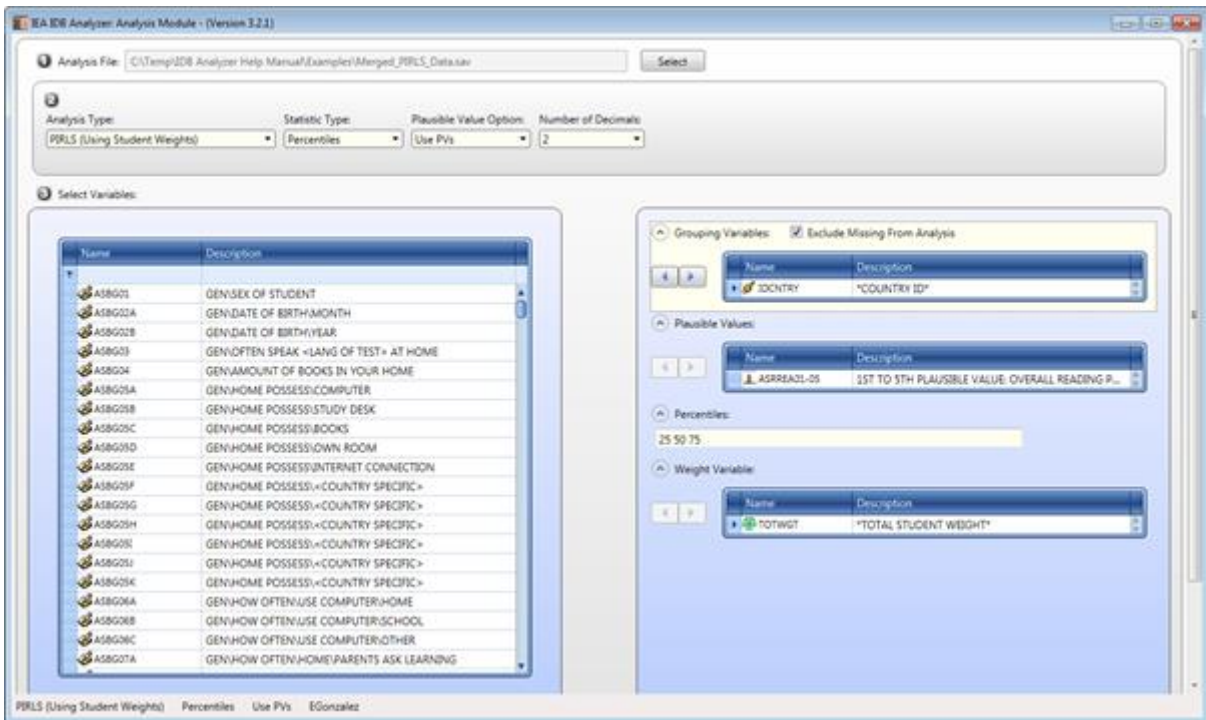 IEA IDB Analyzer: Analysis Module - (Version 3.2.1)
1 Analysis File: C:\Temp\IDB Analyzer Help Manual\Examples\Merged_PIRLS_Data.sav Select
2
Analysis Type: Statistic Type: Plausible Value Option: Number of Decimals:
PIRLS (Using Student Weights) Percentiles Use PVs 2
3 Select Variables:
Name Description
ASBG01 GEN\SEX OF STUDENT
ASBG02A GEN\DATE OF BIRTH\MONTH
ASBG02B GEN\DATE OF BIRTH\YEAR
ASBG03 GEN\OFTEN SPEAK <LANG OF TEST> AT HOME
ASBG04 GEN\AMOUNT OF BOOKS IN YOUR HOME
ASBG05A GEN\HOME POSSESS\COMPUTER
ASBG05B GEN\HOME POSSESS\STUDY DESK
ASBG05C GEN\HOME POSSESS\BOOKS
ASBG05D GEN\HOME POSSESS\OWN ROOM
ASBG05E GEN\HOME POSSESS\INTERNET CONNECTION
ASBG05F GEN\HOME POSSESS\<COUNTRY SPECIFIC>
ASBG05G GEN\HOME POSSESS\<COUNTRY SPECIFIC>
ASBG05H GEN\HOME POSSESS\<COUNTRY SPECIFIC>
ASBG05I GEN\HOME POSSESS\<COUNTRY SPECIFIC>
ASBG05J GEN\HOME POSSESS\<COUNTRY SPECIFIC>
ASBG05K GEN\HOME POSSESS\<COUNTRY SPECIFIC>
ASBG06A GEN\HOW OFTEN\USE COMPUTER\HOME
ASBG06B GEN\HOW OFTEN\USE COMPUTER\SCHOOL
ASBG06C GEN\HOW OFTEN\USE COMPUTER\OTHER
ASBG07A GEN\HOW OFTEN\HOME\PARENTS ASK LEARNING
Grouping Variables: Exclude Missing From Analysis
Name Description
IDCNTRY *COUNTRY ID*
Plausible Values:
Name Description
ASRREA01-05 1ST TO 5TH PLAUSIBLE VALUE: OVERALL READING P...
Percentiles:
25 50 75
Weight Variable:
Name Description
TOTWGT *TOTAL STUDENT WEIGHT*
PIRLS (Using Student Weights) Percentiles Use PVs EGonzalez